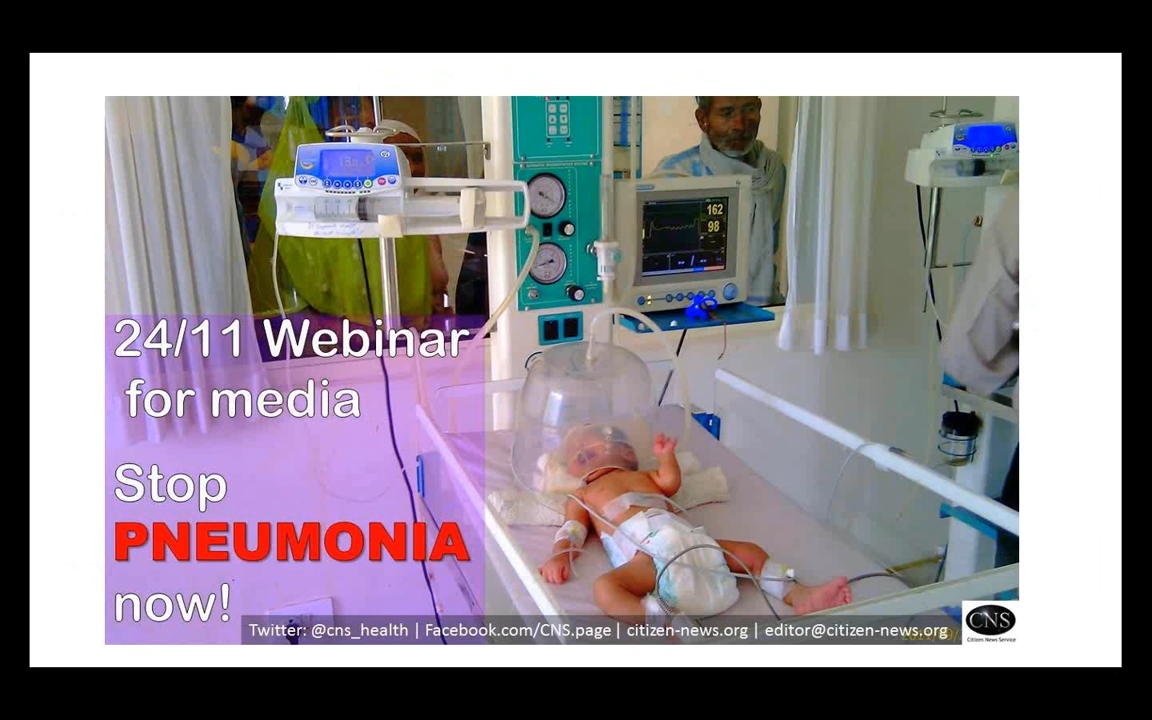 162
98
24/11 Webinar
for media
Stop
PNEUMONIA
now!
Twitter: @cns_health | Facebook.com/CNS.page | citizen-news.org | editor@citizen-news.org
CNS
Citizen News Service